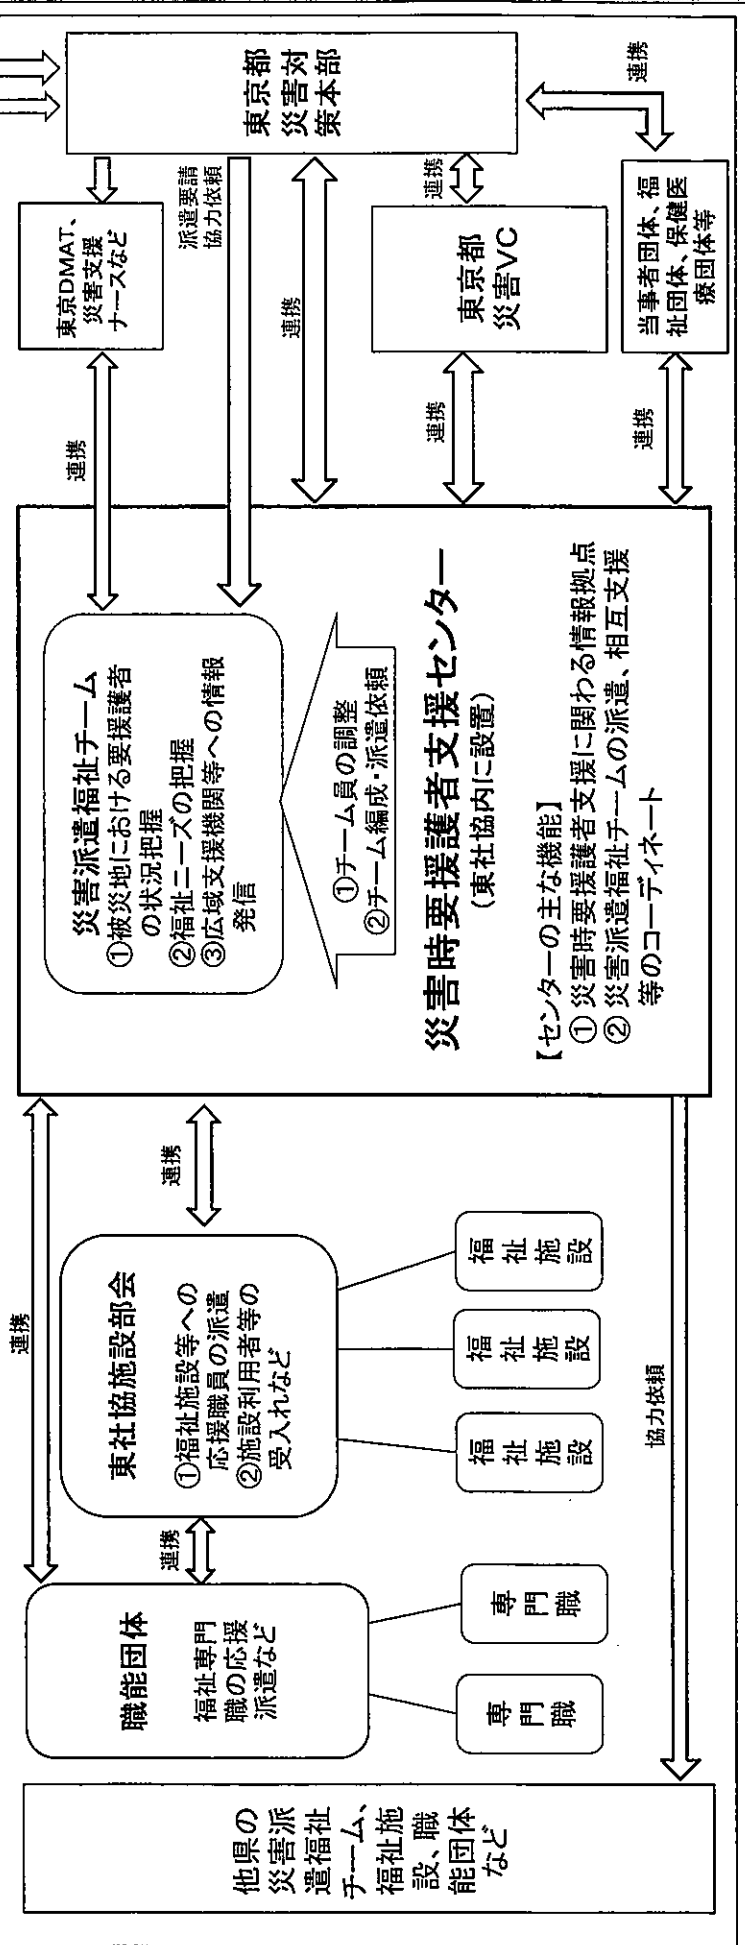 他県の
災害派
遣福祉
チーム、
福祉施
設、職
能団体
など
職能団体
福祉専門
職の応援
派遣など
専門職
専門職
連携
連携
東社協施設部会
①福祉施設等への
応援職員の派遣
②施設利用者等の
受入れなど
福祉施設
福祉施設
福祉施設
連携
協力依頼
災害派遣福祉チーム
①被災地における要援護者
の状況把握
②福祉ニーズの把握
③広域支援機関等への情報
発信
①チーム員の調整
②チーム編成・派遣依頼
災害時要援護者支援センター
(東社協内に設置)
【センターの主な機能】
① 災害時要援護者支援に関わる情報拠点
② 災害派遣福祉チームの派遣、相互支援
等のコーディネート
連携
派遣要請
協力依頼
連携
連携
連携
東京DMAT、
災害支援
ナースなど
東京都
災害VC
当事者団体、福
祉団体、保健医
療団体等
連携
連携
東京都
災害対
策本部